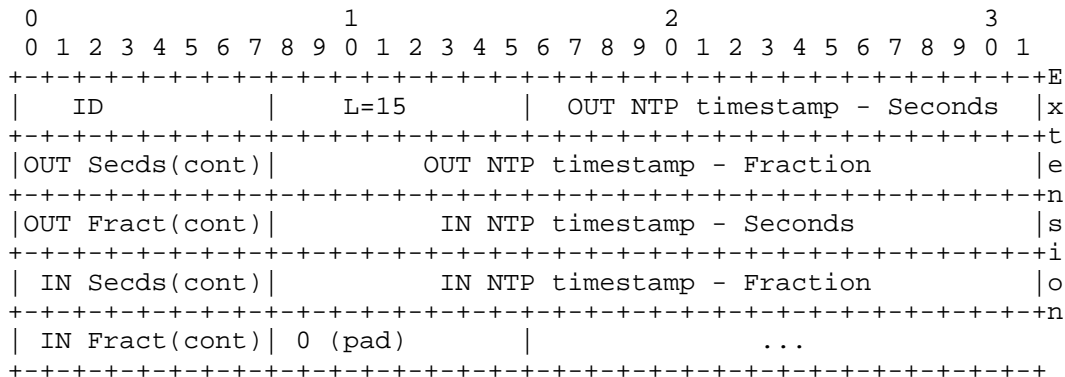 0                   1                   2                   3
 0 1 2 3 4 5 6 7 8 9 0 1 2 3 4 5 6 7 8 9 0 1 2 3 4 5 6 7 8 9 0 1
+-+-+-+-+-+-+-+-+-+-+-+-+-+-+-+-+-+-+-+-+-+-+-+-+-+-+-+-+-+-+-+-+E
|   ID          |    L=15       |  OUT NTP timestamp - Seconds  |x
+-+-+-+-+-+-+-+-+-+-+-+-+-+-+-+-+-+-+-+-+-+-+-+-+-+-+-+-+-+-+-+-+t
|OUT Secds(cont)|         OUT NTP timestamp - Fraction          |e
+-+-+-+-+-+-+-+-+-+-+-+-+-+-+-+-+-+-+-+-+-+-+-+-+-+-+-+-+-+-+-+-+n
|OUT Fract(cont)|          IN NTP timestamp - Seconds           |s
+-+-+-+-+-+-+-+-+-+-+-+-+-+-+-+-+-+-+-+-+-+-+-+-+-+-+-+-+-+-+-+-+i
| IN Secds(cont)|          IN NTP timestamp - Fraction          |o
+-+-+-+-+-+-+-+-+-+-+-+-+-+-+-+-+-+-+-+-+-+-+-+-+-+-+-+-+-+-+-+-+n
| IN Fract(cont)| 0 (pad)       |              ...
+-+-+-+-+-+-+-+-+-+-+-+-+-+-+-+-+-+-+-+-+-+-+-+-+-+-+-+-+-+-+-+-+